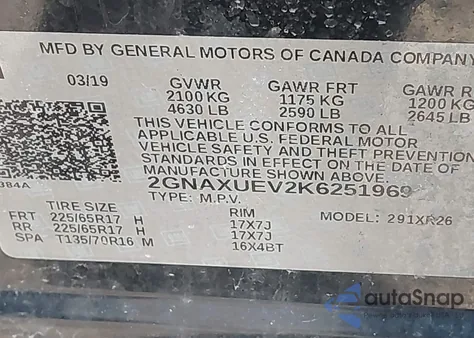 MFD BY GENERAL MOTORS OF CANADA COMPANY
03/19 GVWR GAWR FRT GAWR R
2100 KG 1175 KG 1200 KG
4630 LB 2590 LB 2645 LB
THIS VEHICLE CONFORMS TO ALL
APPLICABLE U.S. FEDERAL MOTOR
VEHICLE SAFETY AND THEFT PREVENTION
STANDARDS IN EFFECT ON THE DATE OF
MANUFACTURE SHOWN ABOVE.
384A 2GNAXUEV2K6251969
TYPE: M.P.V. MODEL: 291XR26
TIRE SIZE RIM
FRT 225/65R17 H 17X7J
RR 225/65R17 H 17X7J
SPA T135/70R16 M 16X4BT
autoSnap